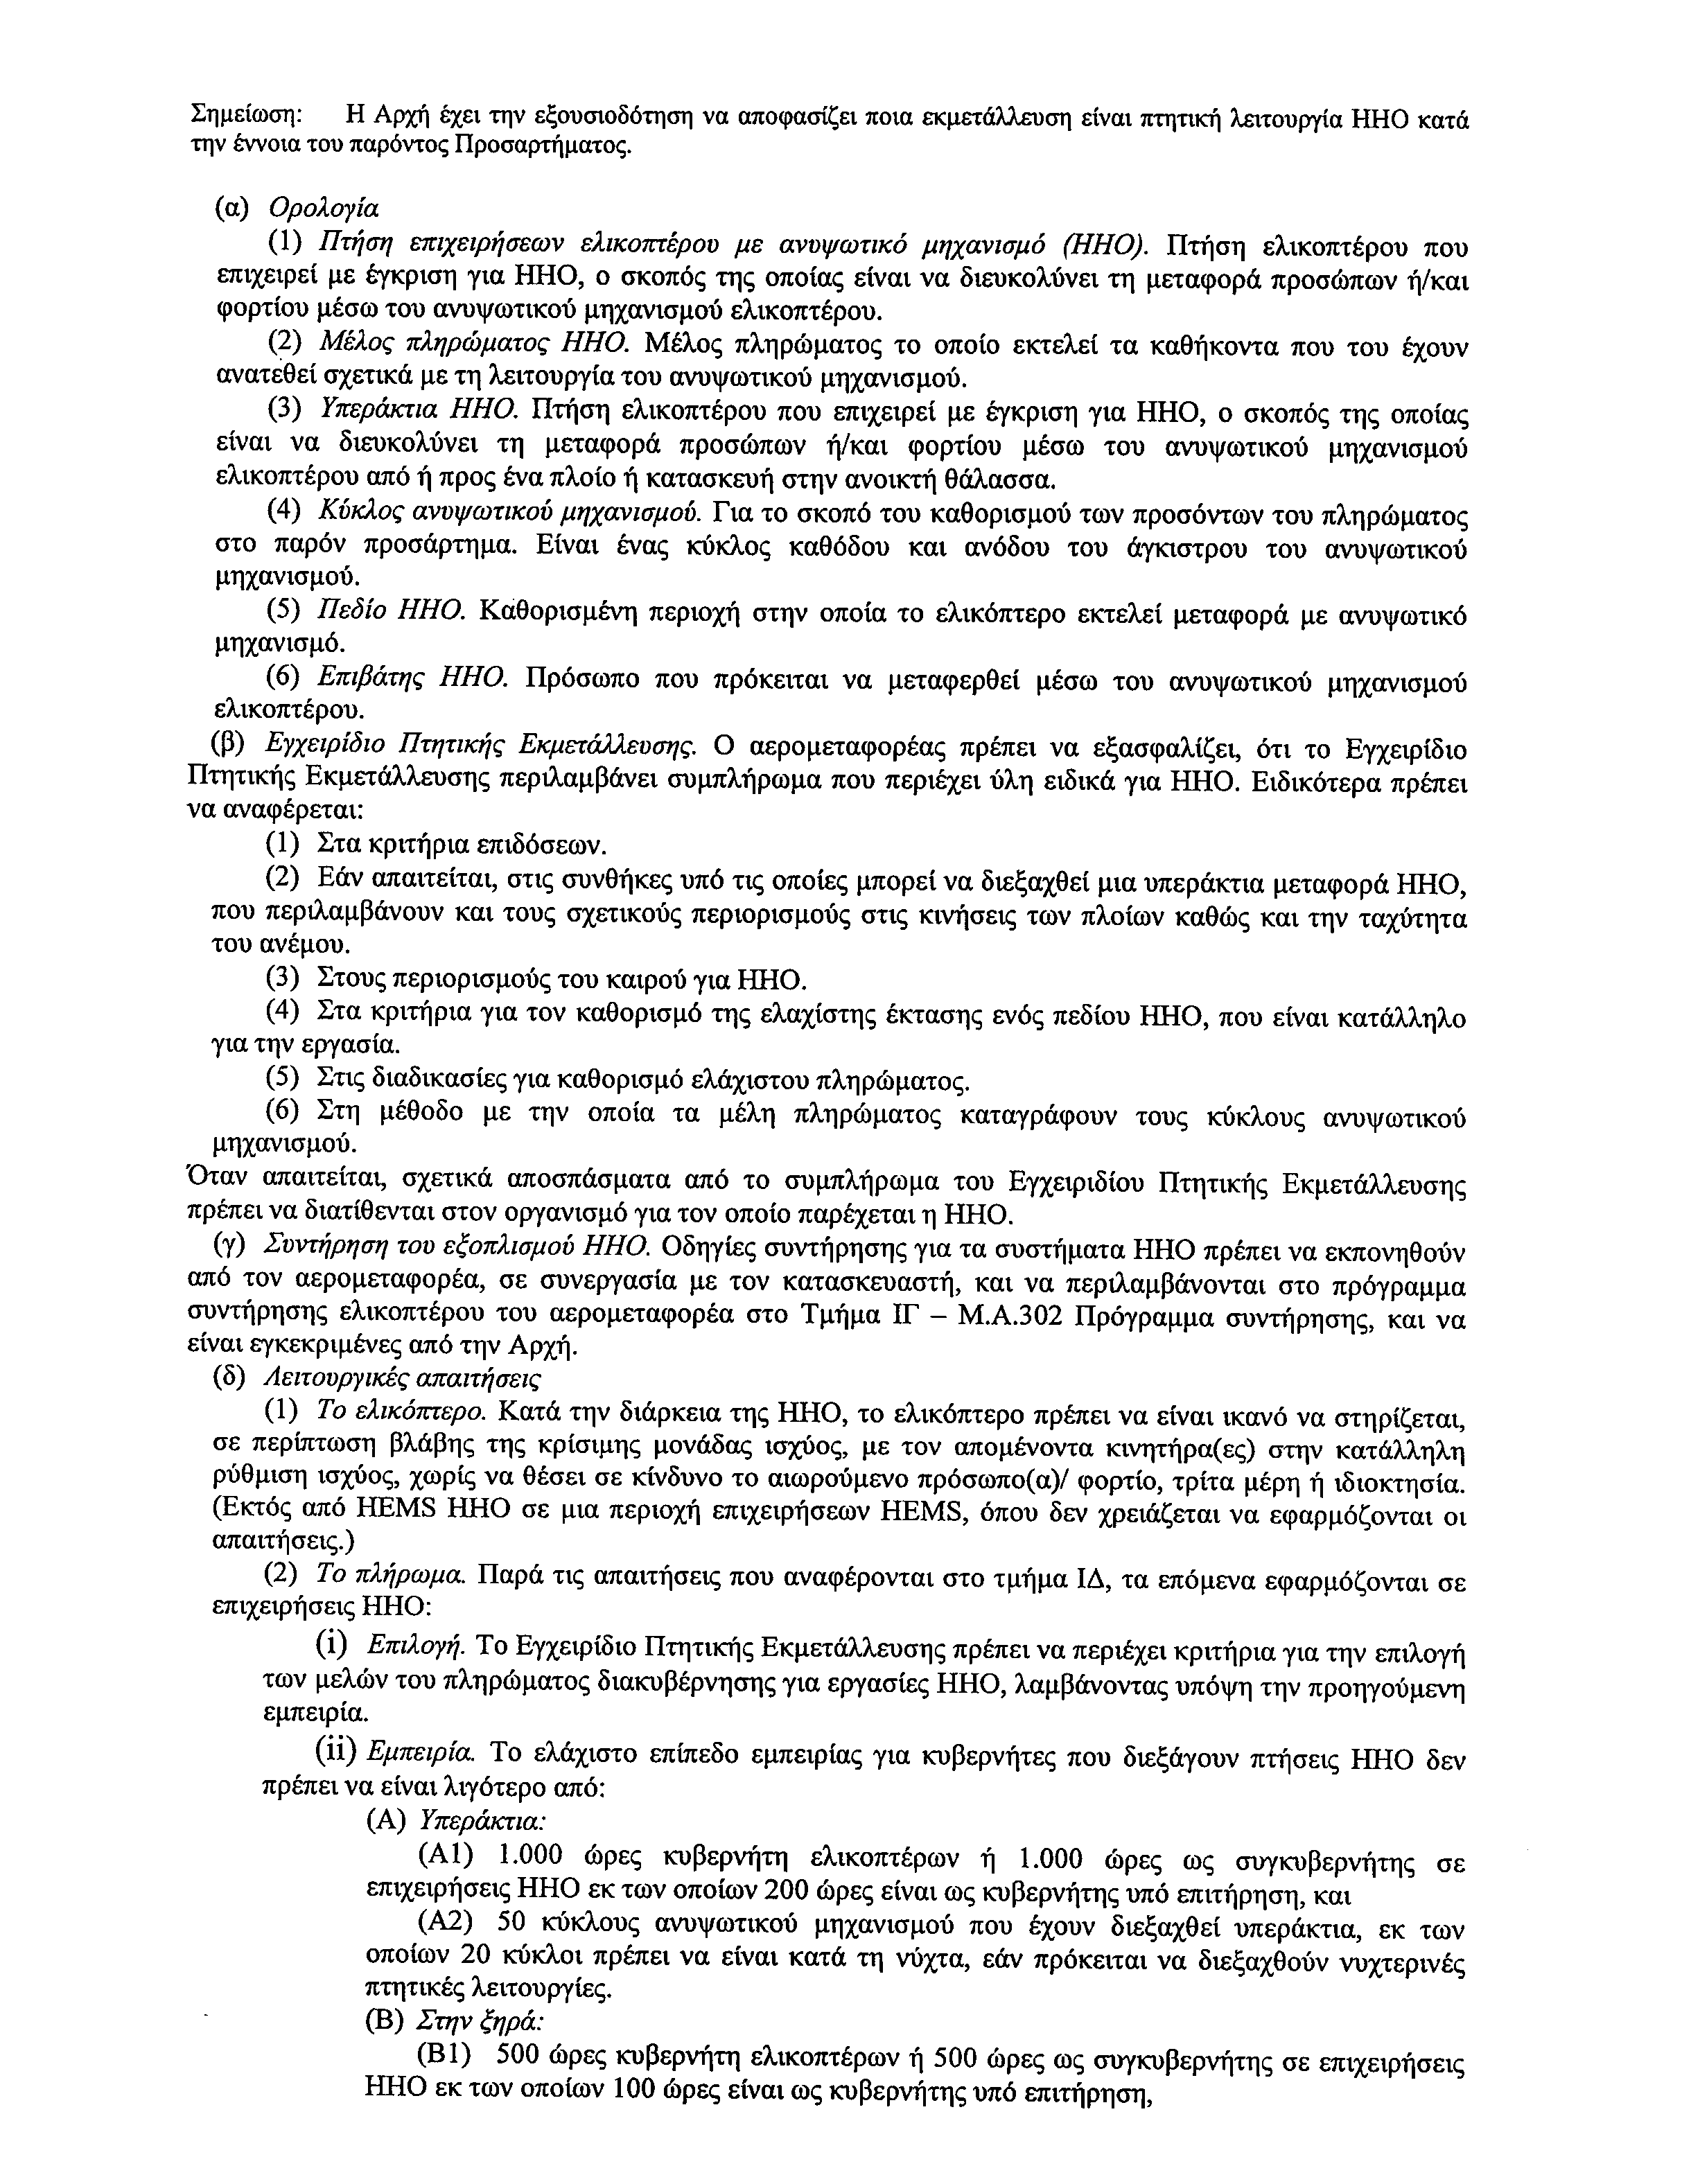 Σημείωση: Η Αρχή έχει την εξουσιοδότηση να αποφασίζει ποια εκμετάλλευση είναι πτητική λειτουργία ΗΗΟ κατά
την έννοια του παρόντος Προσαρτήματος.
(α) Ορολογία
(1) Πτήση επιχειρήσεων ελικοπτέρου με ανυψωτικό μηχανισμό (ΗΗΟ). Πτήση ελικοπτέρου που
επιχειρεί με έγκριση για ΗΗΟ, ο σκοπός της οποίας είναι να διευκολύνει τη μεταφορά προσώπων ή/και
φορτίου μέσω του ανυψωτικού μηχανισμού ελικοπτέρου.
(2) Μέλος πληρώματος ΗΗΟ. Μέλος πληρώματος το οποίο εκτελεί τα καθήκοντα που του έχουν
ανατεθεί σχετικά με τη λειτουργία του ανυψωτικού μηχανισμού.
(3) Υπεράκτια ΗΗΟ. Πτήση ελικοπτέρου που επιχειρεί με έγκριση για ΗΗΟ, ο σκοπός της οποίας
είναι να διευκολύνει τη μεταφορά προσώπων ή/και φορτίου μέσω του ανυψωτικού μηχανισμού
ελικοπτέρου από ή προς ένα πλοίο ή κατασκευή στην ανοικτή θάλασσα.
(4) Κύκλος ανυψωτικού μηχανισμού. Για το σκοπό του καθορισμού των προσόντων του πληρώματος
στο παρόν προσάρτημα. Είναι ένας κύκλος καθόδου και ανόδου του άγκιστρου του ανυψωτικού
μηχανισμού.
(5) Πεδίο ΗΗΟ. Καθορισμένη περιοχή στην οποία το ελικόπτερο εκτελεί μεταφορά με ανυψωτικό
μηχανισμό.
(6) Επιβάτης ΗΗΟ. Πρόσωπο που πρόκειται να μεταφερθεί μέσω του ανυψωτικού μηχανισμού
ελικοπτέρου.
(β) Εγχειρίδιο Πτητικής Εκμετάλλευσης. Ο αερομεταφορέας πρέπει να εξασφαλίζει, ότι το Εγχειρίδιο
Πτητικής Εκμετάλλευσης περιλαμβάνει συμπλήρωμα που περιέχει ύλη ειδικά για ΗΗΟ. Ειδικότερα πρέπει
να αναφέρεται:
(1) Στα κριτήρια επιδόσεων.
(2) Εάν απαιτείται, στις συνθήκες υπό τις οποίες μπορεί να διεξαχθεί μια υπεράκτια μεταφορά ΗΗΟ,
που περιλαμβάνουν και τους σχετικούς περιορισμούς στις κινήσεις των πλοίων καθώς και την ταχύτητα
του ανέμου.
(3) Στους περιορισμούς του καιρού για ΗΗΟ.
(4) Στα κριτήρια για τον καθορισμό της ελαχίστης έκτασης ενός πεδίου ΗΗΟ, που είναι κατάλληλο
για την εργασία.
(5) Στις διαδικασίες για καθορισμό ελάχιστου πληρώματος.
(6) Στη μέθοδο με την οποία τα μέλη πληρώματος καταγράφουν τους κύκλους ανυψωτικού
μηχανισμού.
Όταν απαιτείται, σχετικά αποσπάσματα από το συμπλήρωμα του Εγχειριδίου Πτητικής Εκμετάλλευσης
πρέπει να διατίθενται στον οργανισμό για τον οποίο παρέχεται η ΗΗΟ.
(γ) Συντήρηση του εξοπλισμού ΗΗΟ. Οδηγίες συντήρησης για τα συστήματα ΗΗΟ πρέπει να εκπονηθούν
από τον αερομεταφορέα, σε συνεργασία με τον κατασκευαστή, και να περιλαμβάνονται στο πρόγραμμα
συντήρησης ελικοπτέρου του αερομεταφορέα στο Τμήμα ΙΓ – Μ.Α.302 Πρόγραμμα συντήρησης, και να
είναι εγκεκριμένες από την Αρχή.
(δ) Λειτουργικές απαιτήσεις
(1) Το ελικόπτερο. Κατά την διάρκεια της ΗΗΟ, το ελικόπτερο πρέπει να είναι ικανό να στηρίζεται,
σε περίπτωση βλάβης της κρίσιμης μονάδας ισχύος, με τον απομένοντα κινητήρα(ες) στην κατάλληλη
ρύθμιση ισχύος, χωρίς να θέσει σε κίνδυνο το αιωρούμενο πρόσωπο(α)/ φορτίο, τρίτα μέρη ή ιδιοκτησία.
(Εκτός από HEMS ΗΗΟ σε μια περιοχή επιχειρήσεων HEMS, όπου δεν χρειάζεται να εφαρμόζονται οι
απαιτήσεις.)
(2) Το πλήρωμα. Παρά τις απαιτήσεις που αναφέρονται στο τμήμα ΙΔ, τα επόμενα εφαρμόζονται σε
επιχειρήσεις ΗΗΟ:
(i) Επιλογή. Το Εγχειρίδιο Πτητικής Εκμετάλλευσης πρέπει να περιέχει κριτήρια για την επιλογή
των μελών του πληρώματος διακυβέρνησης για εργασίες ΗΗΟ, λαμβάνοντας υπόψη την προηγούμενη
εμπειρία.
(ii) Εμπειρία. Το ελάχιστο επίπεδο εμπειρίας για κυβερνήτες που διεξάγουν πτήσεις ΗΗΟ δεν
πρέπει να είναι λιγότερο από:
(Α) Υπεράκτια:
(Α1) 1.000 ώρες κυβερνήτη ελικοπτέρων ή 1.000 ώρες ως συγκυβερνήτης σε
επιχειρήσεις ΗΗΟ εκ των οποίων 200 ώρες είναι ως κυβερνήτης υπό επιτήρηση, και
(Α2) 50 κύκλους ανυψωτικού μηχανισμού που έχουν διεξαχθεί υπεράκτια, εκ των
οποίων 20 κύκλοι πρέπει να είναι κατά τη νύχτα, εάν πρόκειται να διεξαχθούν νυχτερινές
πτητικές λειτουργίες.
(Β) Στην ξηρά:
(Β1) 500 ώρες κυβερνήτη ελικοπτέρων ή 500 ώρες ως συγκυβερνήτης σε επιχειρήσεις
ΗΗΟ εκ των οποίων 100 ώρες είναι ως κυβερνήτης υπό επιτήρηση,